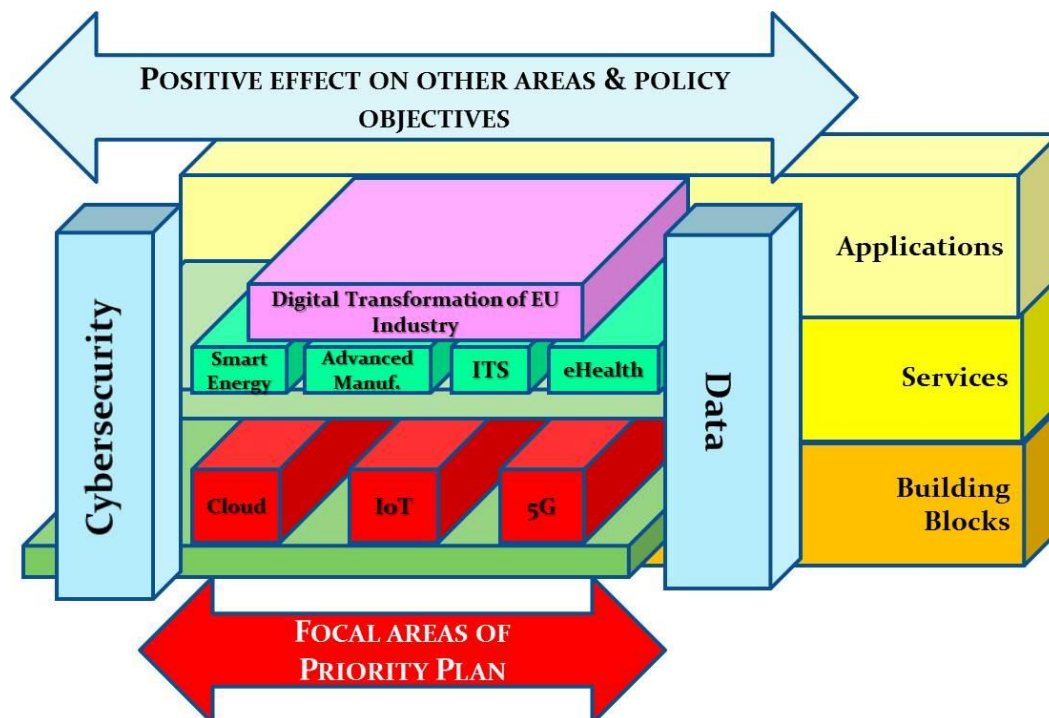 POSITIVE EFFECT ON OTHER AREAS & POLICY
OBJECTIVES
Applications
Digital Transformation of EU
Industry
Cybersecurity
Smart
Energy
Advanced
Manuf.
ITS
eHealth
Data
Services
Cloud
IoT
5G
Building
Blocks
FOCAL AREAS OF
PRIORITY PLAN